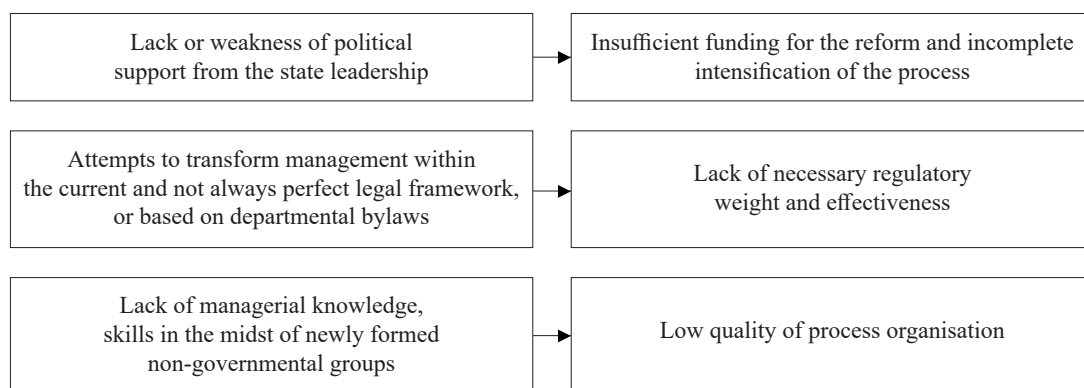 Lack or weakness of political
support from the state leadership
Insufficient funding for the reform and incomplete
intensification of the process
Attempts to transform management within
the current and not always perfect legal framework,
or based on departmental bylaws
Lack of necessary regulatory
weight and effectiveness
Lack of managerial knowledge,
skills in the midst of newly formed
non-governmental groups
Low quality of process organisation